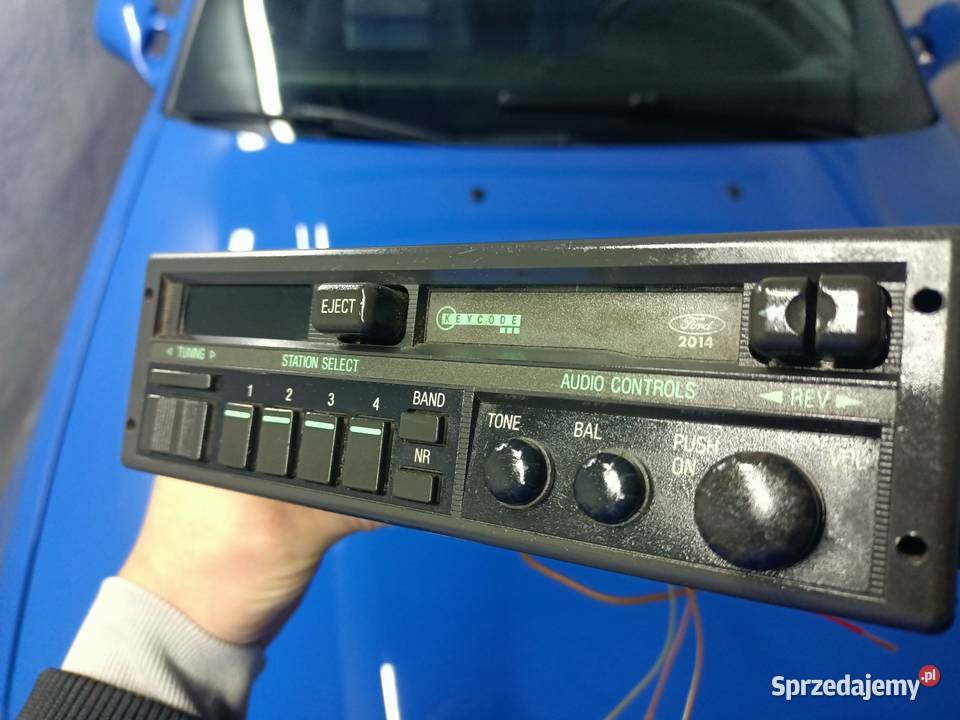 EJECT
KEYCODE
Ford
2014
◁ TUNING ▷
STATION SELECT
AUDIO CONTROLS
◀ REV ▶
1 2 3 4
BAND
NR
TONE
BAL
PUSH
ON
VOL
Sprzedajemy.pl